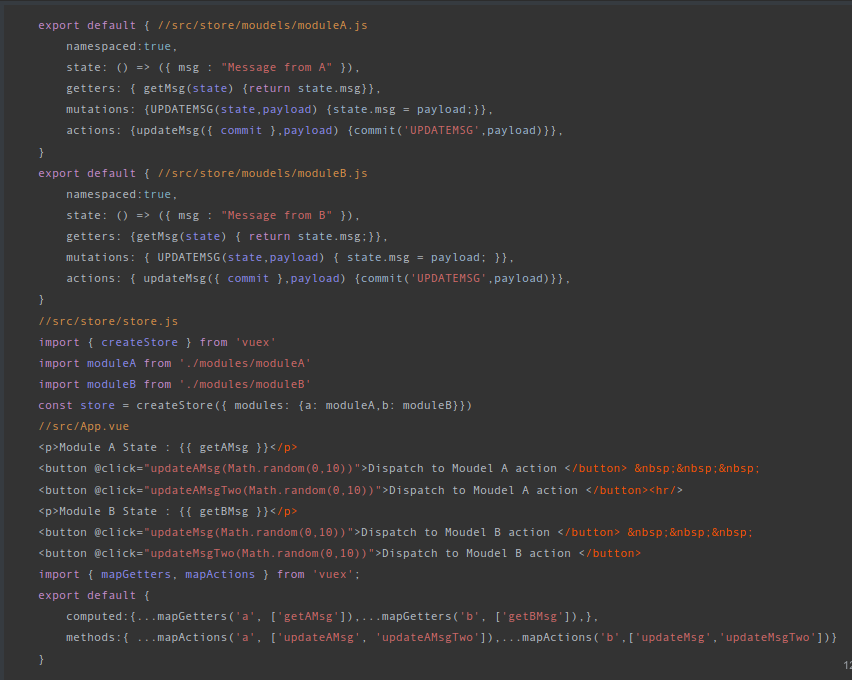 export default { //src/store/moudels/moduleA.js
    namespaced:true,
    state: () => ({ msg : "Message from A" }),
    getters: { getMsg(state) {return state.msg}},
    mutations: {UPDATEMSG(state,payload) {state.msg = payload;}},
    actions: {updateMsg({ commit },payload) {commit('UPDATEMSG',payload)}},
}
export default { //src/store/moudels/moduleB.js
    namespaced:true,
    state: () => ({ msg : "Message from B" }),
    getters: {getMsg(state) { return state.msg;}},
    mutations: { UPDATEMSG(state,payload) { state.msg = payload; }},
    actions: { updateMsg({ commit },payload) {commit('UPDATEMSG',payload)}},
}
//src/store/store.js
import { createStore } from 'vuex'
import moduleA from './modules/moduleA'
import moduleB from './modules/moduleB'
const store = createStore({ modules: {a: moduleA,b: moduleB}})
//src/App.vue
<p>Module A State : {{ getAMsg }}</p>
<button @click="updateAMsg(Math.random(0,10))">Dispatch to Moudel A action </button> &nbsp;&nbsp;&nbsp;
<button @click="updateAMsgTwo(Math.random(0,10))">Dispatch to Moudel A action </button><hr/>
<p>Module B State : {{ getBMsg }}</p>
<button @click="updateMsg(Math.random(0,10))">Dispatch to Moudel B action </button> &nbsp;&nbsp;&nbsp;
<button @click="updateMsgTwo(Math.random(0,10))">Dispatch to Moudel B action </button>
import { mapGetters, mapActions } from 'vuex';
export default {
    computed:{...mapGetters('a', ['getAMsg']),...mapGetters('b', ['getBMsg']),},
    methods:{ ...mapActions('a', ['updateAMsg', 'updateAMsgTwo']),...mapActions('b',['updateMsg','updateMsgTwo'])}
}